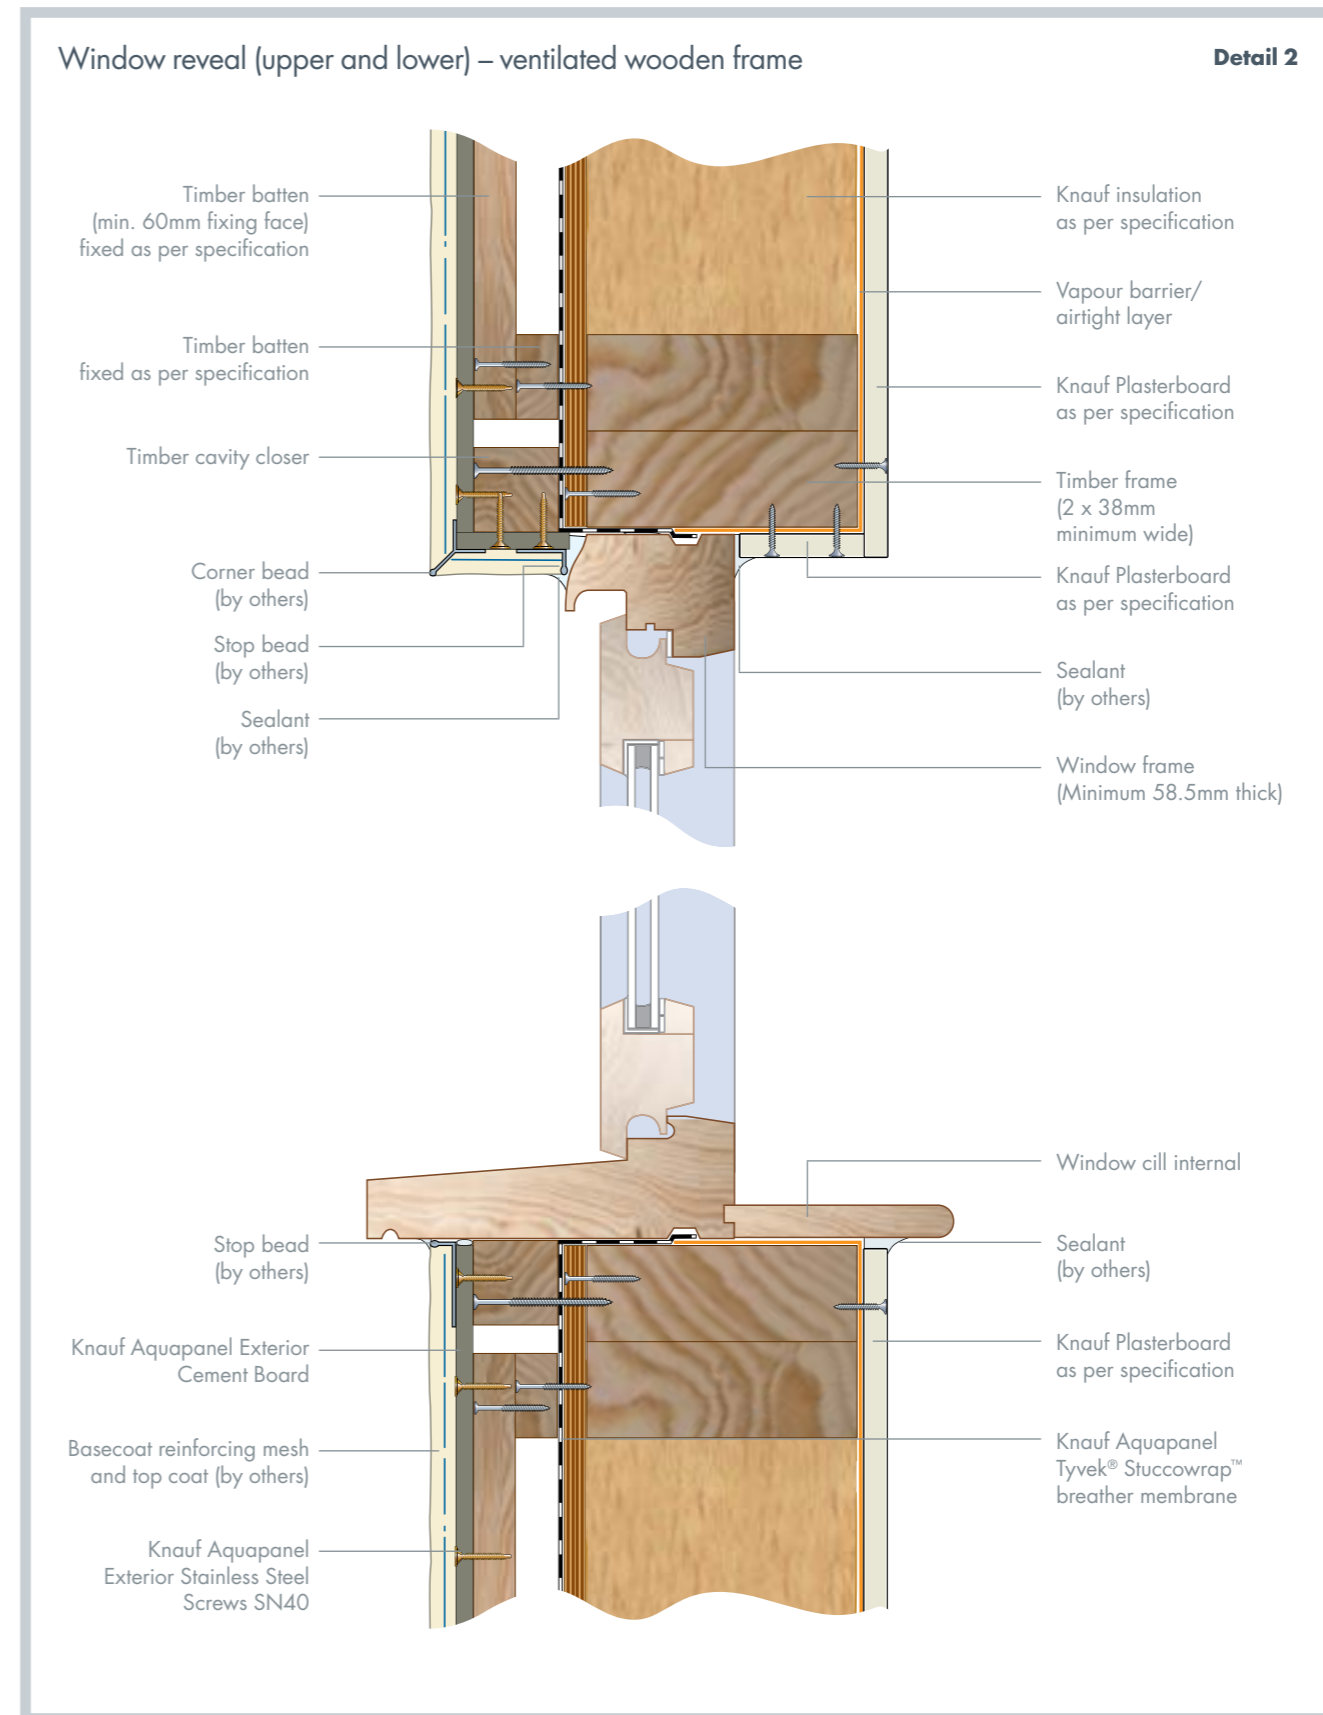 Window reveal (upper and lower) – ventilated wooden frame
Detail 2
Timber batten
(min. 60mm fixing face)
fixed as per specification
Timber batten
fixed as per specification
Timber cavity closer
Corner bead
(by others)
Stop bead
(by others)
Sealant
(by others)
Knauf insulation
as per specification
Vapour barrier/
airtight layer
Knauf Plasterboard
as per specification
Timber frame
(2 x 38mm
minimum wide)
Knauf Plasterboard
as per specification
Sealant
(by others)
Window frame
(Minimum 58.5mm thick)
Stop bead
(by others)
Knauf Aquapanel Exterior
Cement Board
Basecoat reinforcing mesh
and top coat (by others)
Knauf Aquapanel
Exterior Stainless Steel
Screws SN40
Window cill internal
Sealant
(by others)
Knauf Plasterboard
as per specification
Knauf Aquapanel
Tyvek® Stuccowrap™
breather membrane